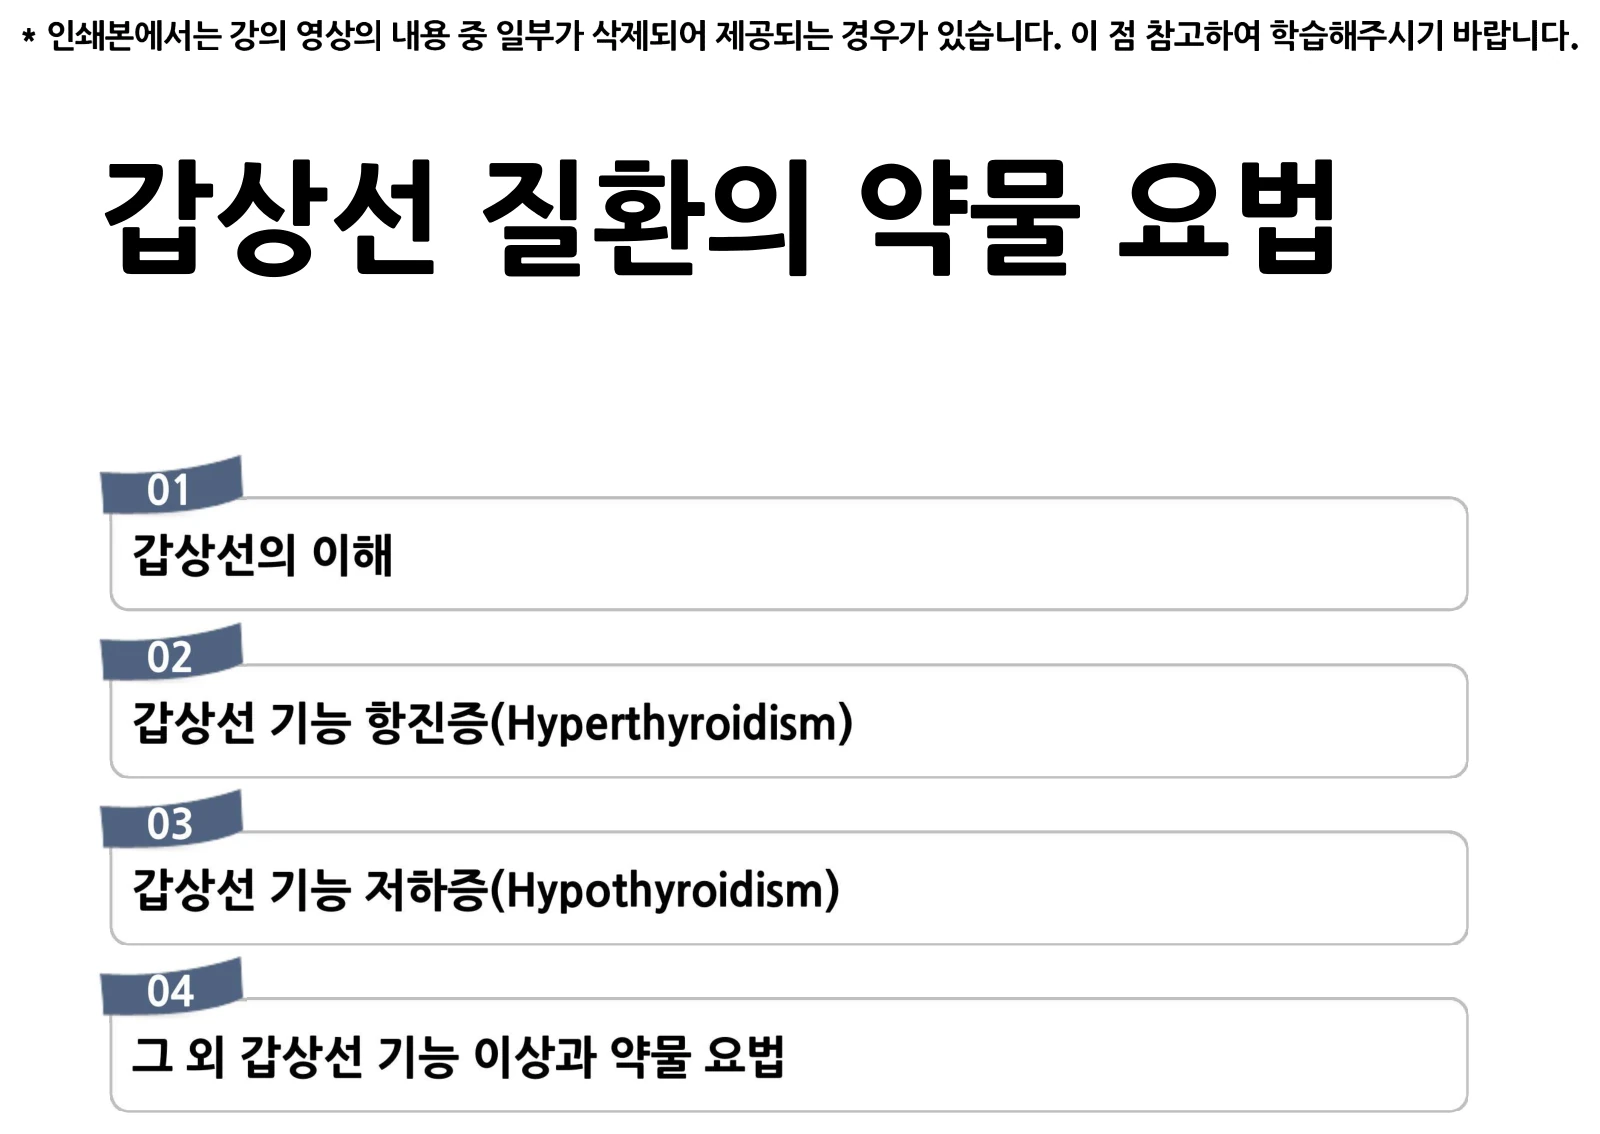 * 인쇄본에서는 강의 영상의 내용 중 일부가 삭제되어 제공되는 경우가 있습니다. 이 점 참고하여 학습해주시기 바랍니다.
갑상선 질환의 약물 요법
01
갑상선의 이해
02
갑상선 기능 항진증(Hyperthyroidism)
03
갑상선 기능 저하증(Hypothyroidism)
04
그 외 갑상선 기능 이상과 약물 요법